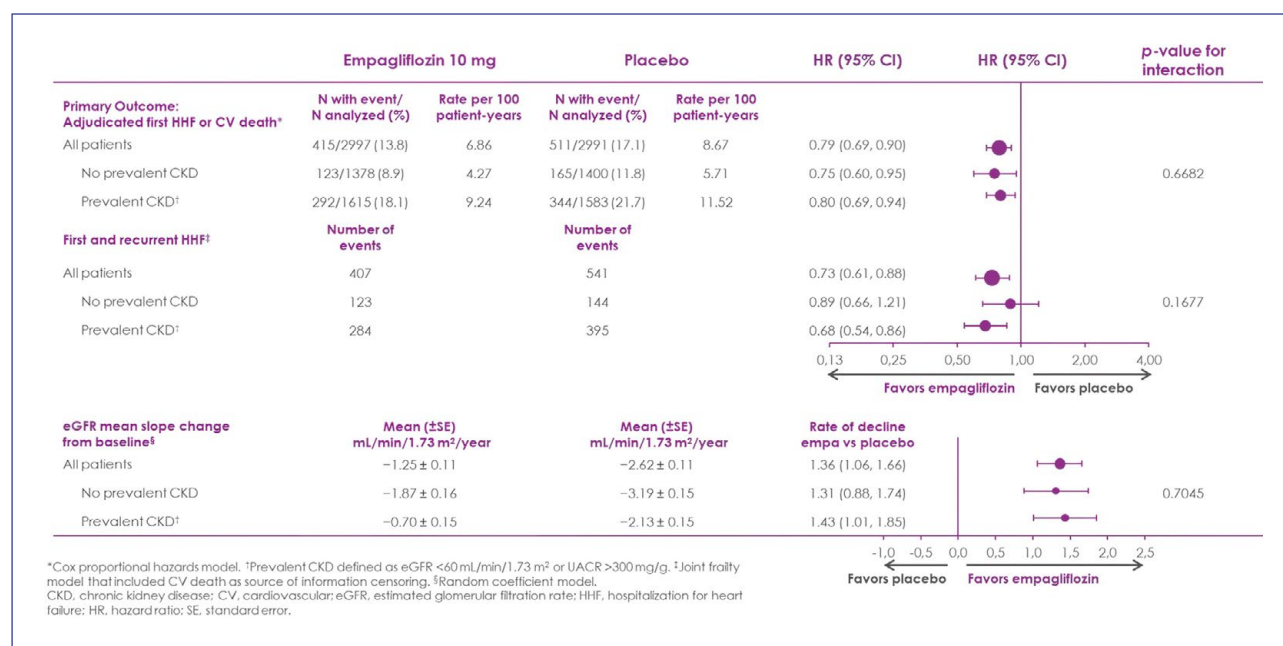 Empagliflozin 10 mg Placebo HR (95% CI) HR (95% CI) p-value for
interaction
Primary Outcome: N with event/ Rate per 100 N with event/ Rate per 100
Adjudicated first HHF or CV death* N analyzed (%) patient-years N analyzed (%) patient-years
All patients 415/2997 (13.8) 6.86 511/2991 (17.1) 8.67 0.79 (0.69, 0.90)
No prevalent CKD 123/1378 (8.9) 4.27 165/1400 (11.8) 5.71 0.75 (0.60, 0.95) 0.6682
Prevalent CKD† 292/1615 (18.1) 9.24 344/1583 (21.7) 11.52 0.80 (0.69, 0.94)
First and recurrent HHF‡ Number of Number of
events events
All patients 407 541 0.73 (0.61, 0.88)
No prevalent CKD 123 144 0.89 (0.66, 1.21) 0.1677
Prevalent CKD† 284 395 0.68 (0.54, 0.86)
0,13 0,25 0,50 1,00 2,00 4,00
Favors empagliflozin Favors placebo
eGFR mean slope change Mean (±SE) Mean (±SE) Rate of decline
from baseline§ mL/min/1.73 m²/year mL/min/1.73 m²/year empa vs placebo
All patients −1.25 ± 0.11 −2.62 ± 0.11 1.36 (1.06, 1.66)
No prevalent CKD −1.87 ± 0.16 −3.19 ± 0.15 1.31 (0.88, 1.74) 0.7045
Prevalent CKD† −0.70 ± 0.15 −2.13 ± 0.15 1.43 (1.01, 1.85)
-1,0 -0,5 0,0 0,5 1,0 1,5 2,0 2,5
Favors placebo Favors empagliflozin
*Cox proportional hazards model. †Prevalent CKD defined as eGFR <60 mL/min/1.73 m² or UACR >300 mg/g. ‡Joint frailty
model that included CV death as source of information censoring. §Random coefficient model.
CKD, chronic kidney disease; CV, cardiovascular; eGFR, estimated glomerular filtration rate; HHF, hospitalization for heart
failure; HR, hazard ratio; SE, standard error.